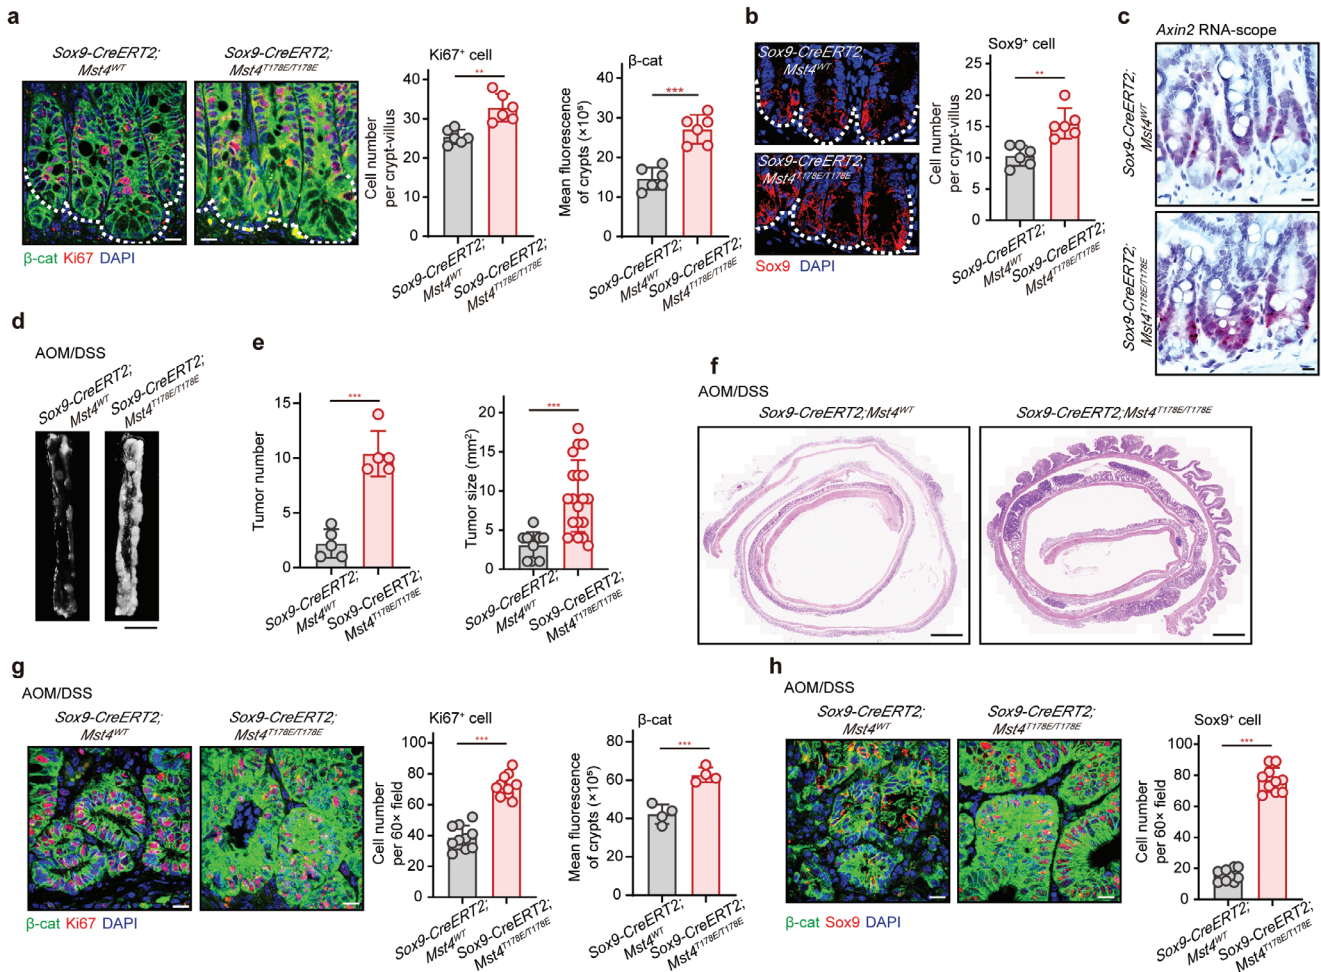 a
Sox9-CreERT2;
Mst4WT
Sox9-CreERT2;
Mst4T178E/T178E
β-cat Ki67 DAPI
Ki67+ cell
Cell number
per crypt-villus
40
30
20
10
0
**
Sox9-CreERT2;
Mst4WT
Sox9-CreERT2;
Mst4T178E/T178E
β-cat
Mean fluorescence
of crypts (×10⁵)
40
30
20
10
0
***
Sox9-CreERT2;
Mst4WT
Sox9-CreERT2;
Mst4T178E/T178E
b
Sox9-CreERT2;
Mst4WT
Sox9-CreERT2;
Mst4T178E/T178E
Sox9 DAPI
Sox9+ cell
Cell number
per crypt-villus
25
20
15
10
5
0
**
Sox9-CreERT2;
Mst4WT
Sox9-CreERT2;
Mst4T178E/T178E
c
Axin2 RNA-scope
Sox9-CreERT2;
Mst4WT
Sox9-CreERT2;
Mst4T178E/T178E
d
AOM/DSS
Sox9-CreERT2;
Mst4WT
Sox9-CreERT2;
Mst4T178E/T178E
e
Tumor number
15
10
5
0
***
Sox9-CreERT2;
Mst4WT
Sox9-CreERT2;
Mst4T178E/T178E
Tumor size (mm²)
20
15
10
5
0
***
Sox9-CreERT2;
Mst4WT
Sox9-CreERT2;
Mst4T178E/T178E
f
AOM/DSS
Sox9-CreERT2;Mst4WT
Sox9-CreERT2;Mst4T178E/T178E
g
AOM/DSS
Sox9-CreERT2;
Mst4WT
Sox9-CreERT2;
Mst4T178E/T178E
β-cat Ki67 DAPI
Ki67+ cell
Cell number
per 60× field
100
80
60
40
20
0
***
Sox9-CreERT2;
Mst4WT
Sox9-CreERT2;
Mst4T178E/T178E
β-cat
Mean fluorescence
of crypts (×10⁵)
80
60
40
20
0
***
Sox9-CreERT2;
Mst4WT
Sox9-CreERT2;
Mst4T178E/T178E
h
AOM/DSS
Sox9-CreERT2;
Mst4WT
Sox9-CreERT2;
Mst4T178E/T178E
β-cat Sox9 DAPI
Sox9+ cell
Cell number
per 60× field
100
80
60
40
20
0
***
Sox9-CreERT2;
Mst4WT
Sox9-CreERT2;
Mst4T178E/T178E